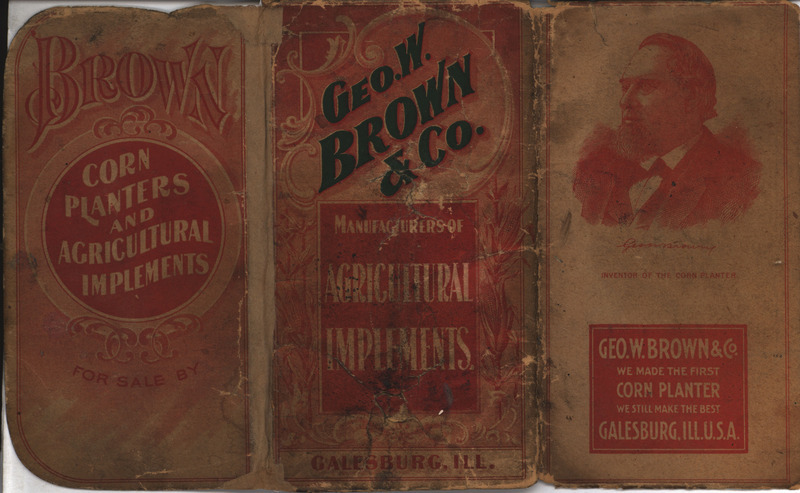 BROWN
CORN
PLANTERS
AND
AGRICULTURAL
IMPLEMENTS
FOR SALE BY
GEO. W.
BROWN
& CO.
MANUFACTURERS OF
AGRICULTURAL
IMPLEMENTS.
GALESBURG, ILL.
Geo W Brown
INVENTOR OF THE CORN PLANTER.
GEO. W. BROWN & CO.
WE MADE THE FIRST
CORN PLANTER
WE STILL MAKE THE BEST
GALESBURG, ILL. U.S.A.